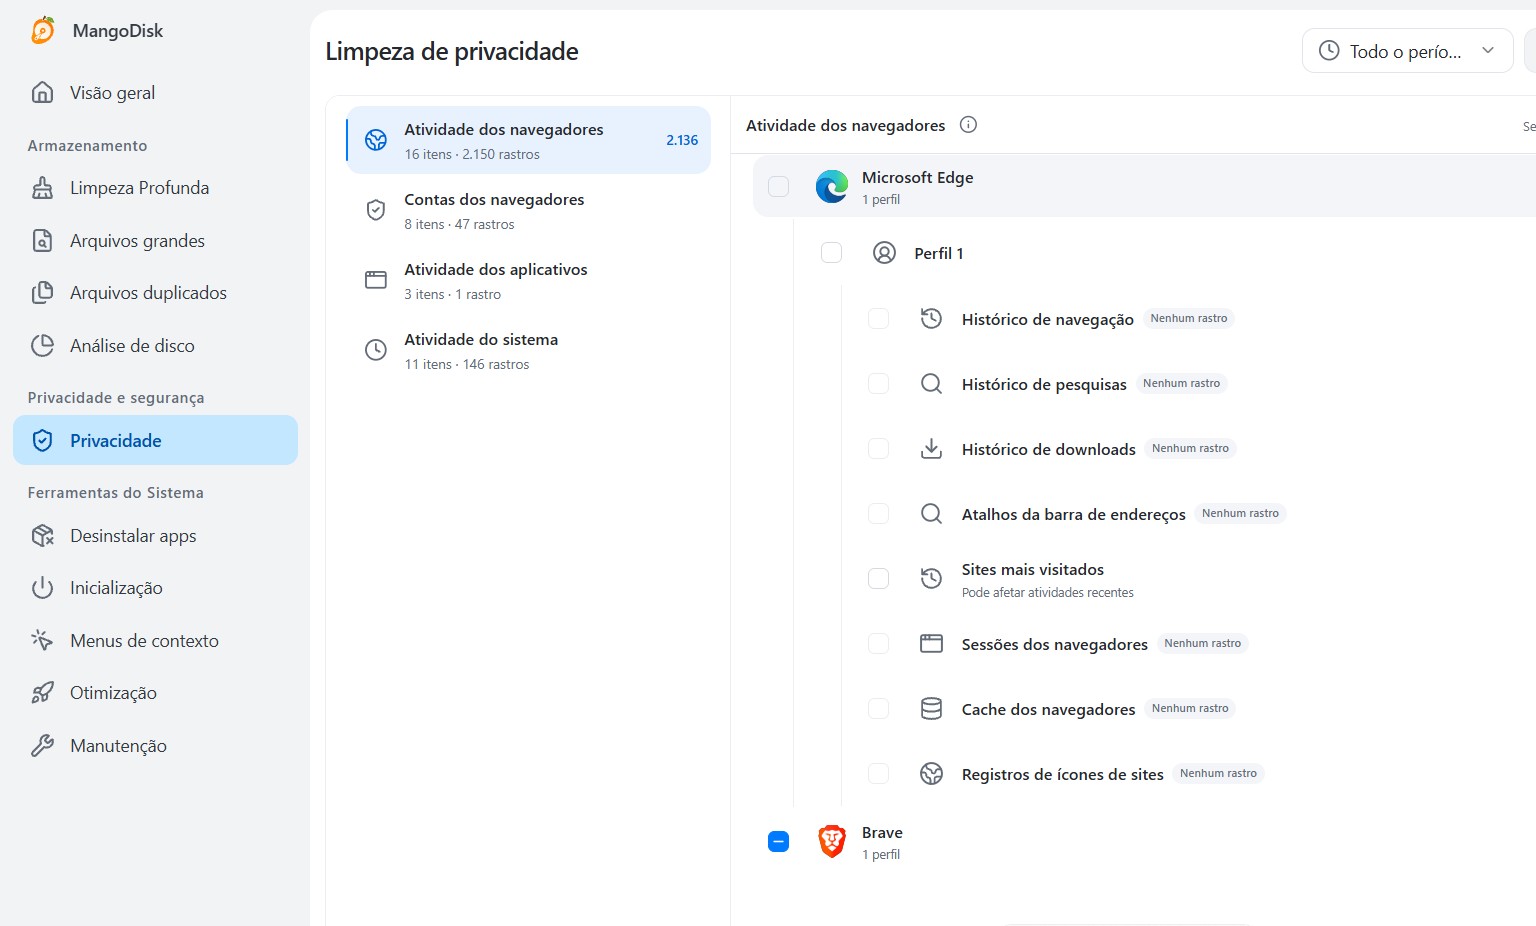 MangoDisk
Visão geral
Armazenamento
Limpeza Profunda
Arquivos grandes
Arquivos duplicados
Análise de disco
Privacidade e segurança
Privacidade
Ferramentas do Sistema
Desinstalar apps
Inicialização
Menus de contexto
Otimização
Manutenção
Limpeza de privacidade
Todo o perío...
Atividade dos navegadores
2.136
16 itens · 2.150 rastros
Contas dos navegadores
8 itens · 47 rastros
Atividade dos aplicativos
3 itens · 1 rastro
Atividade do sistema
11 itens · 146 rastros
Atividade dos navegadores
Se
Microsoft Edge
1 perfil
Perfil 1
Histórico de navegação Nenhum rastro
Histórico de pesquisas Nenhum rastro
Histórico de downloads Nenhum rastro
Atalhos da barra de endereços Nenhum rastro
Sites mais visitados
Pode afetar atividades recentes
Sessões dos navegadores Nenhum rastro
Cache dos navegadores Nenhum rastro
Registros de ícones de sites Nenhum rastro
Brave
1 perfil